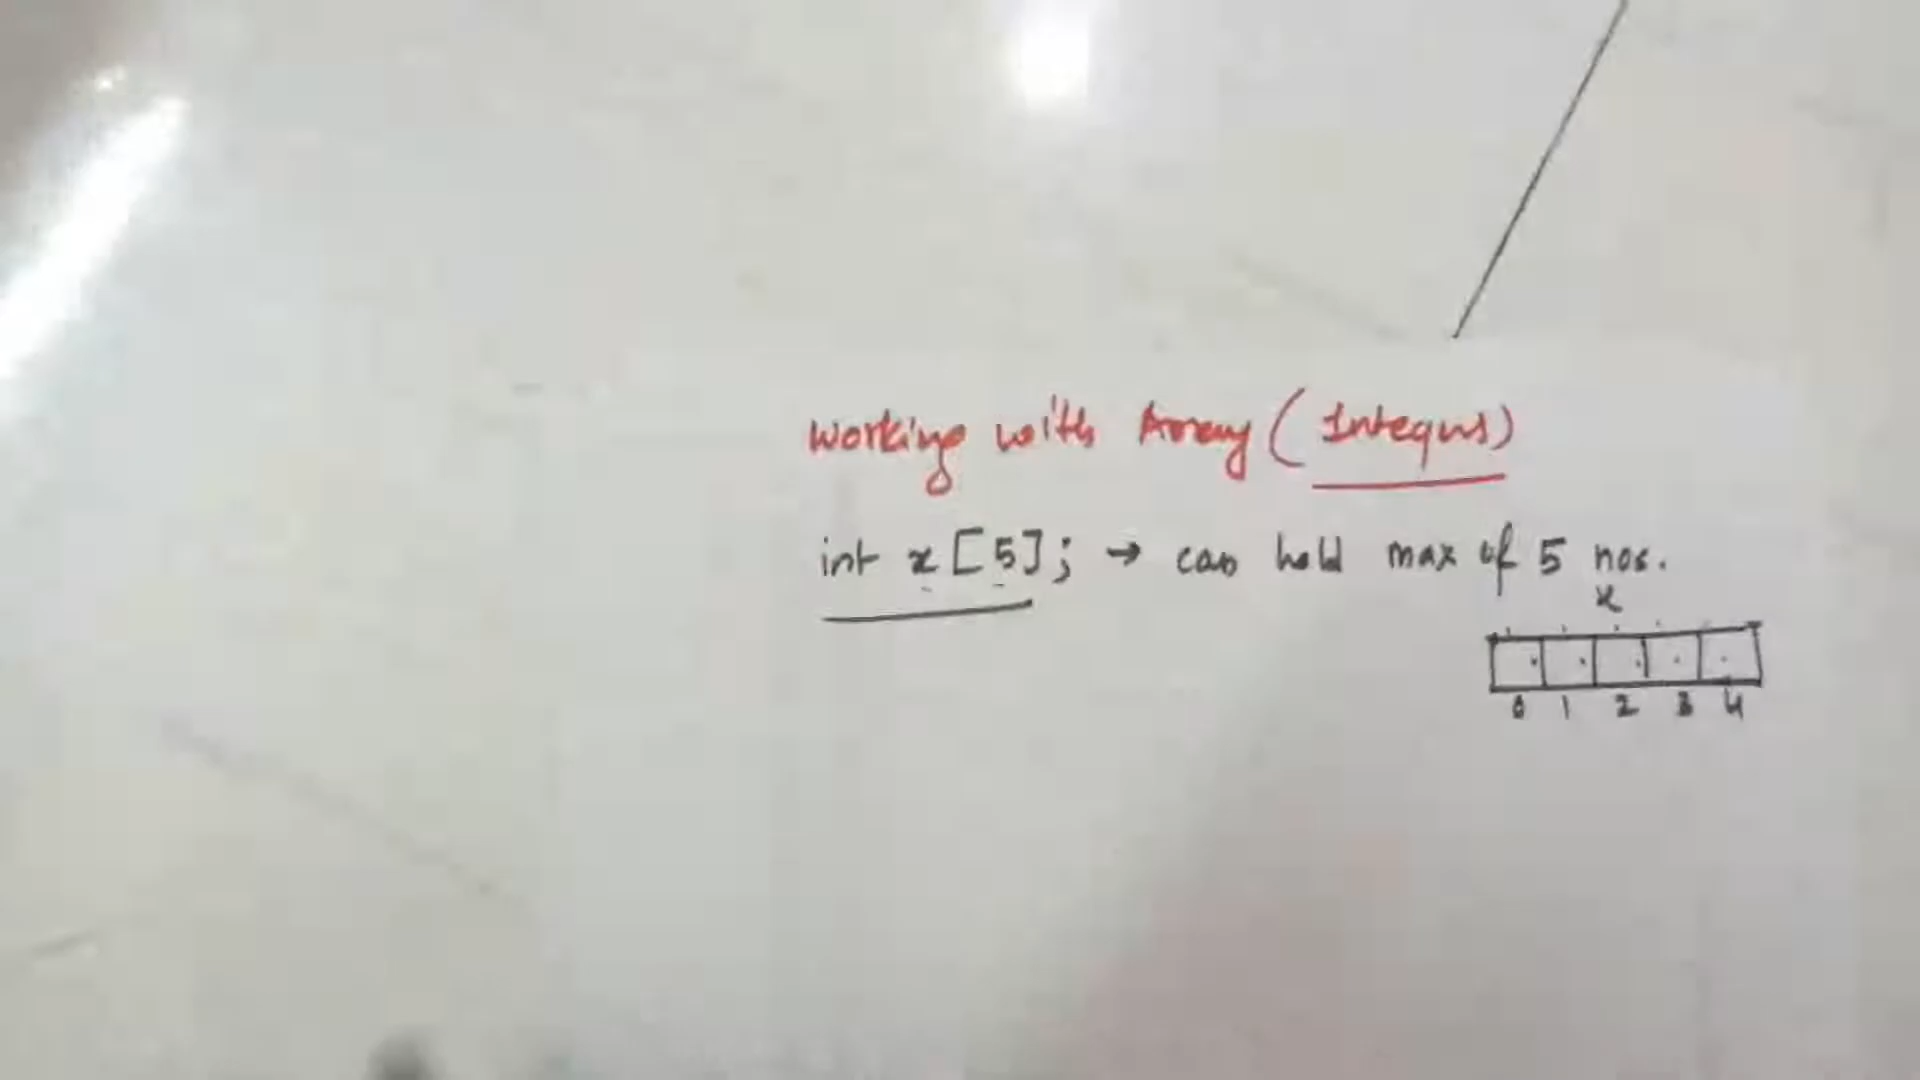 Working with Array (Integers)
int x[5]; → can hold max of 5 nos.
x
0 1 2 3 4